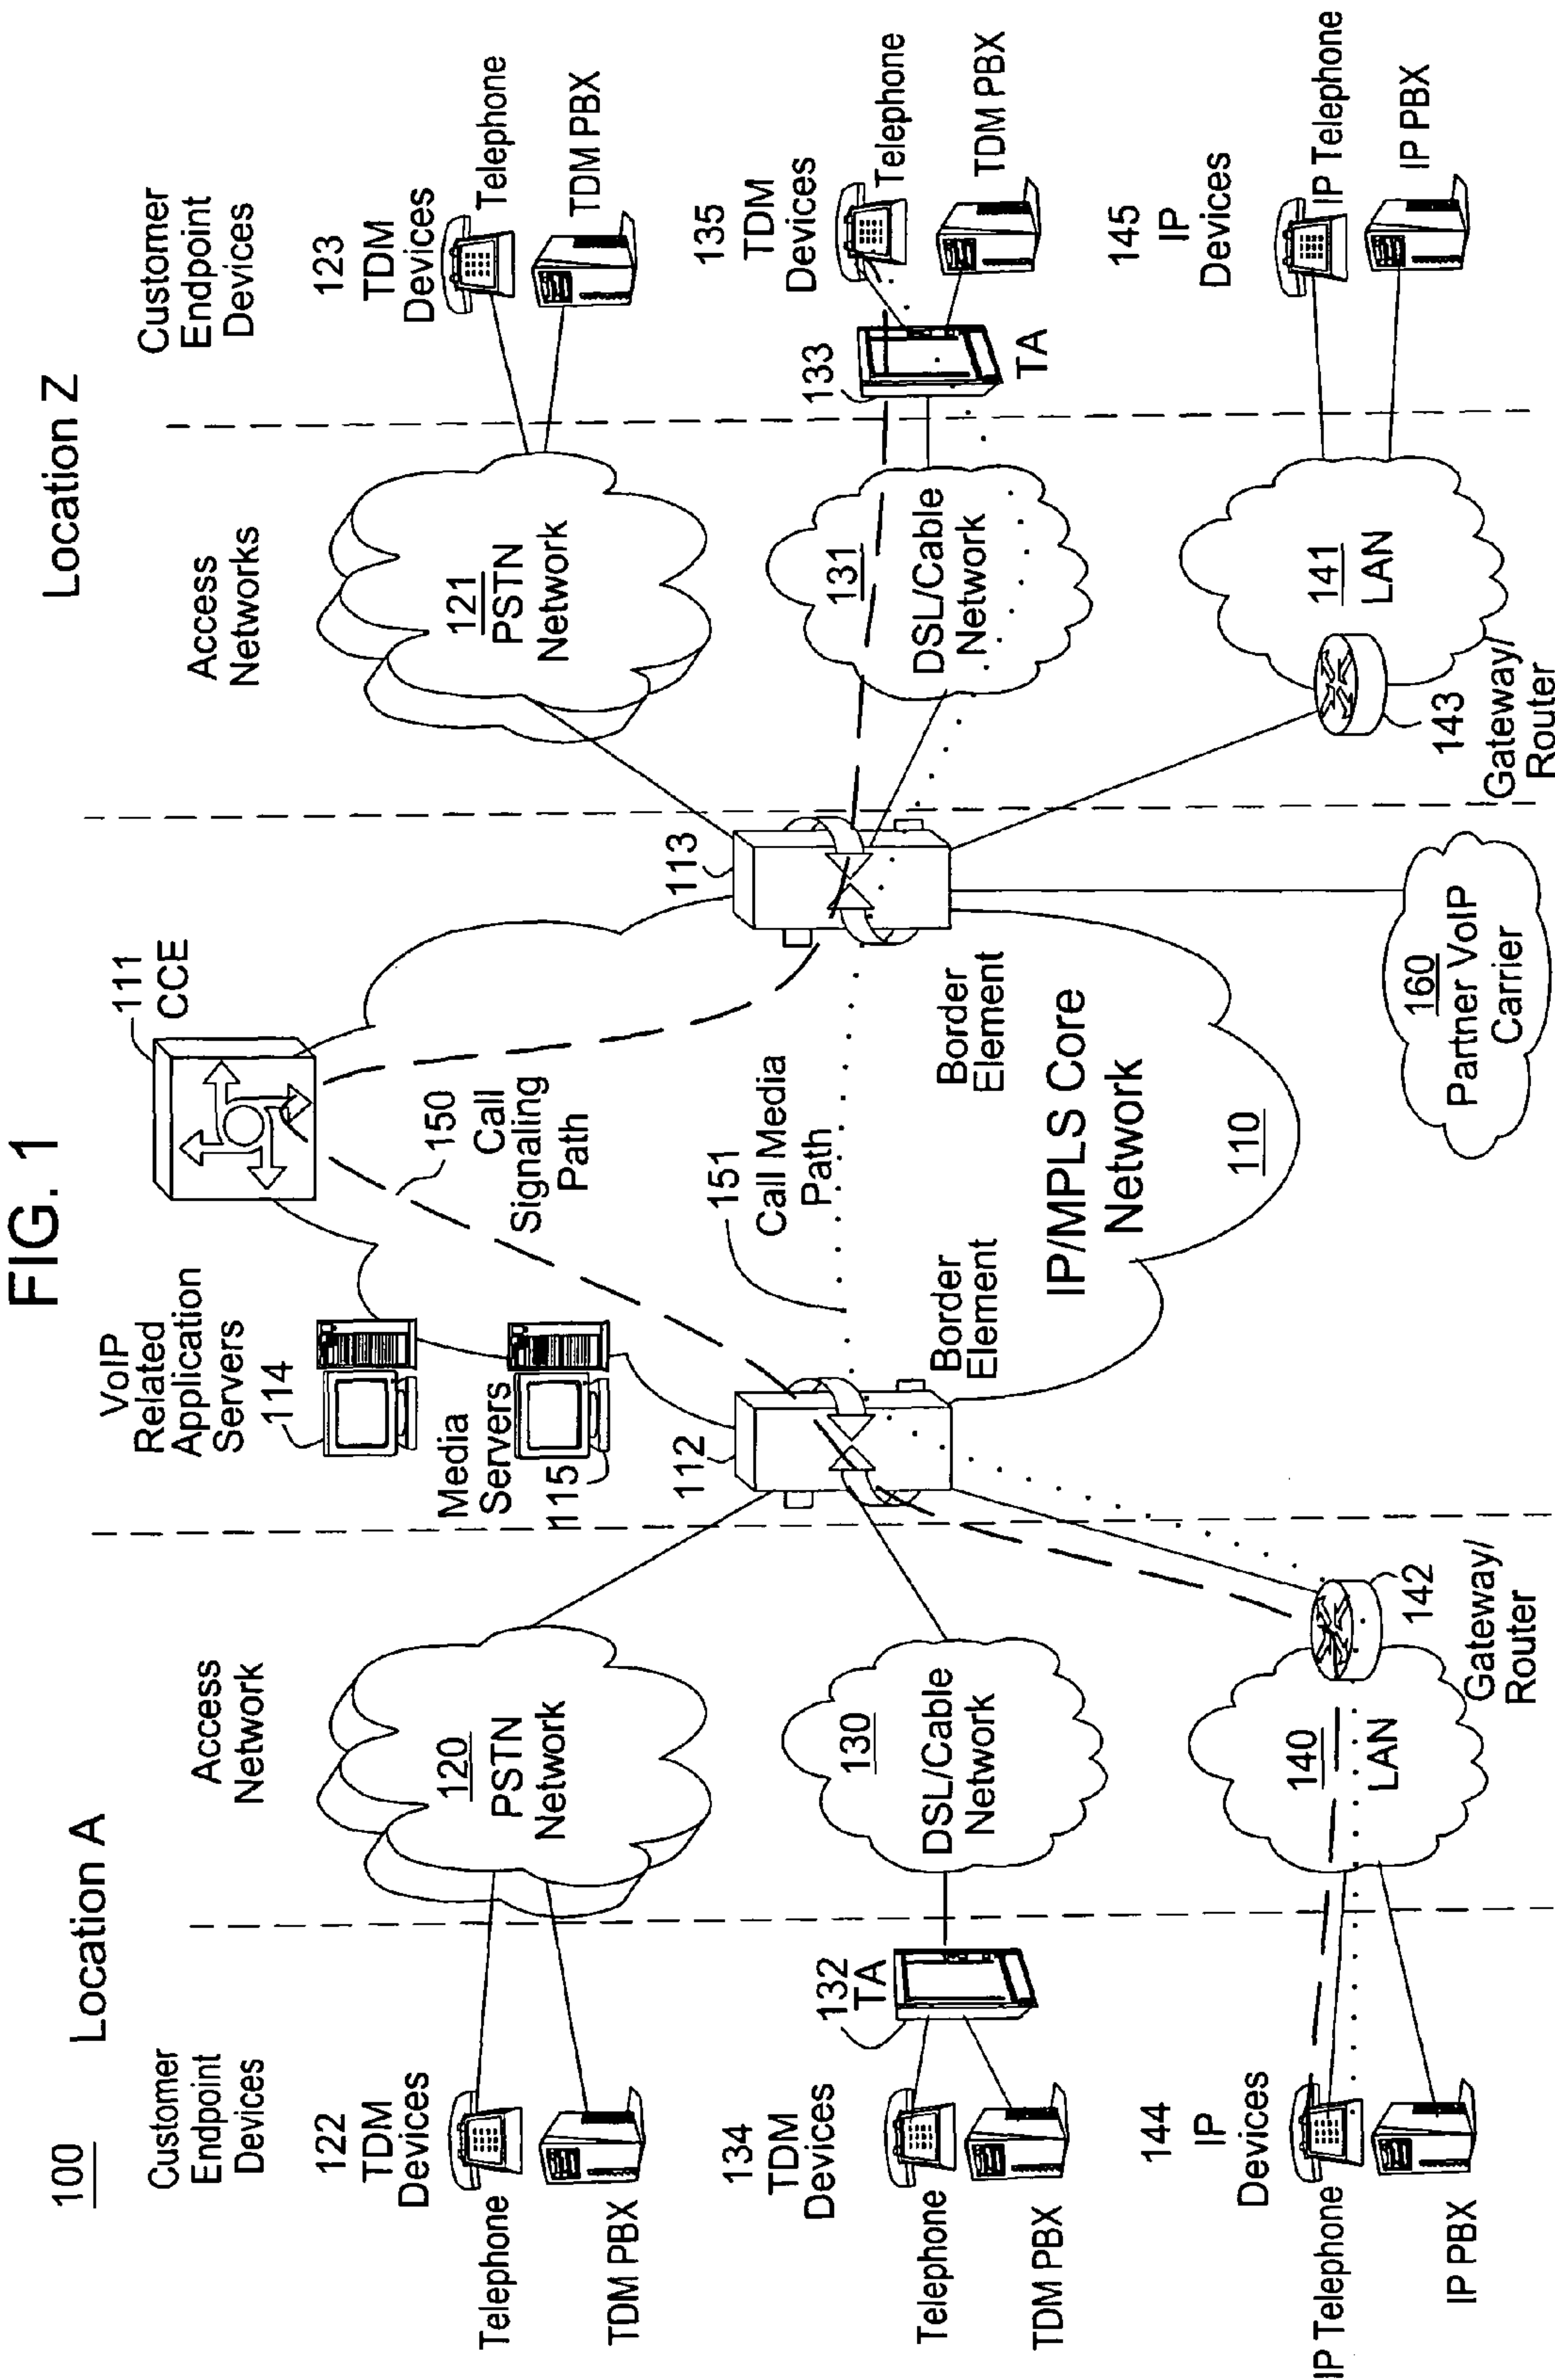 FIG. 1
100
Location A
Location Z
Customer
Endpoint
Devices
Access
Network
VoIP
Related
Application
Servers
114
111
CCE
Access
Networks
Customer
Endpoint
Devices
122
TDM
Devices
Telephone
TDM PBX
120
PSTN
Network
Media
Servers
115
150
Call
Signaling
Path
121
PSTN
Network
123
TDM
Devices
Telephone
TDM PBX
134
TDM
Devices
Telephone
TDM PBX
132
TA
130
DSL/Cable
Network
112
Border
Element
151
Call Media
Path
113
Border
Element
131
DSL/Cable
Network
133
TA
135
TDM
Devices
Telephone
TDM PBX
IP/MPLS Core
Network
110
144
IP
Devices
IP Telephone
IP PBX
140
LAN
142
Gateway/
Router
160
Partner VoIP
Carrier
143
Gateway/
Router
141
LAN
145
IP
Devices
IP Telephone
IP PBX